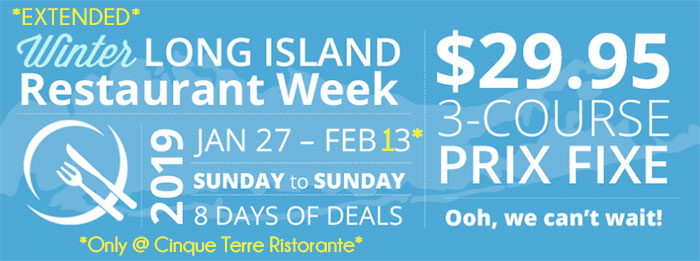 *EXTENDED*
Winter LONG ISLAND
Restaurant Week
2019
JAN 27 – FEB 13*
SUNDAY to SUNDAY
8 DAYS OF DEALS
*Only @ Cinque Terre Ristorante*
$29.95
3-COURSE
PRIX FIXE
Ooh, we can't wait!